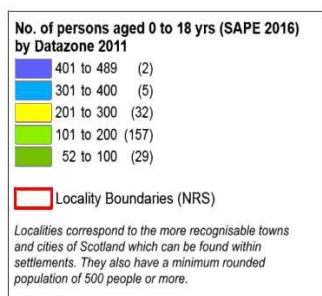 No. of persons aged 0 to 18 yrs (SAPE 2016)
by Datazone 2011
401 to 489 (2)
301 to 400 (5)
201 to 300 (32)
101 to 200 (157)
52 to 100 (29)
Locality Boundaries (NRS)
Localities correspond to the more recognisable towns
and cities of Scotland which can be found within
settlements. They also have a minimum rounded
population of 500 people or more.